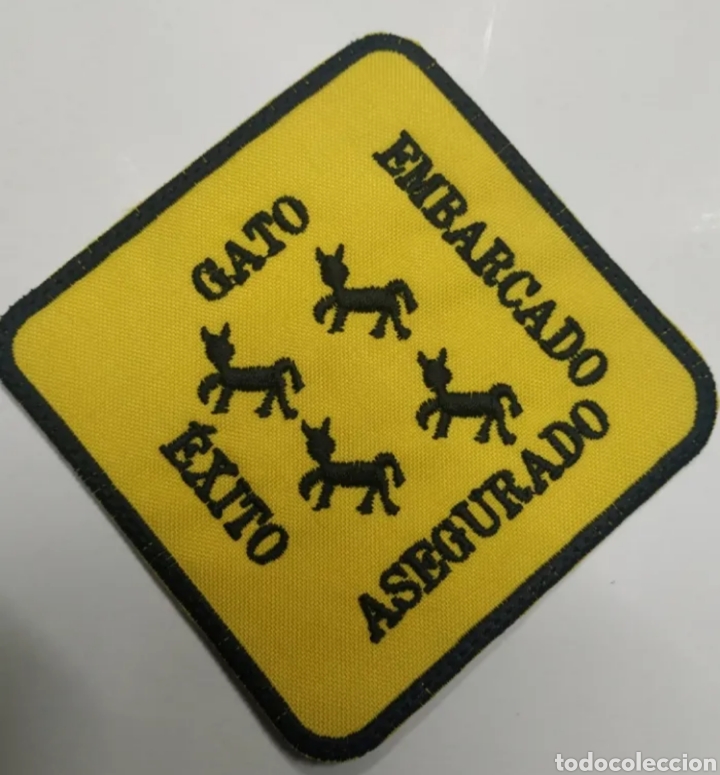 GATO
EMBARCADO
ÉXITO
ASEGURADO
todocoleccion